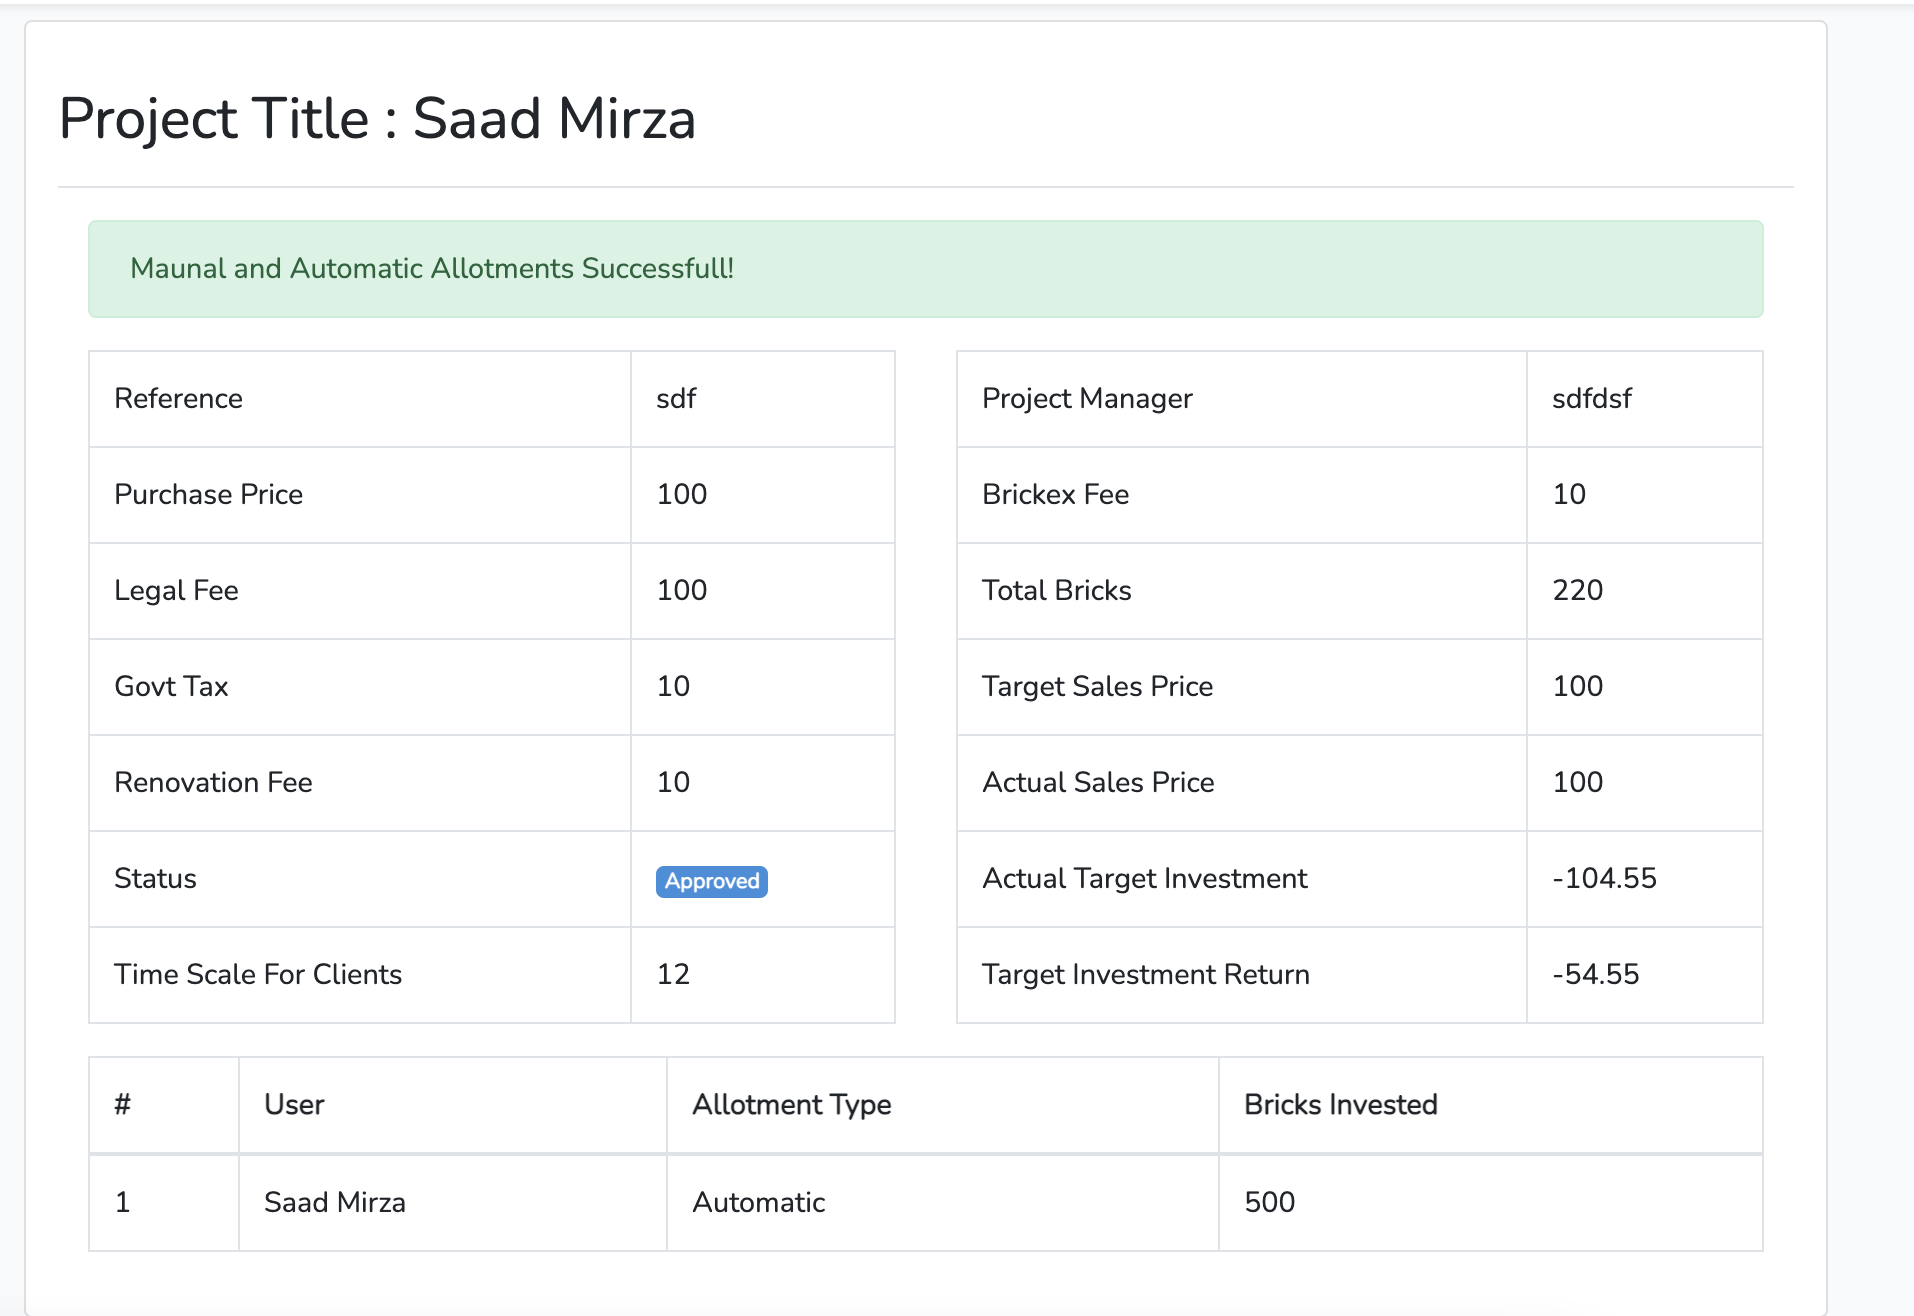 Project Title : Saad Mirza
Maunal and Automatic Allotments Successfull!
Reference sdf
Purchase Price 100
Legal Fee 100
Govt Tax 10
Renovation Fee 10
Status Approved
Time Scale For Clients 12
Project Manager sdfdsf
Brickex Fee 10
Total Bricks 220
Target Sales Price 100
Actual Sales Price 100
Actual Target Investment -104.55
Target Investment Return -54.55
# User Allotment Type Bricks Invested
1 Saad Mirza Automatic 500